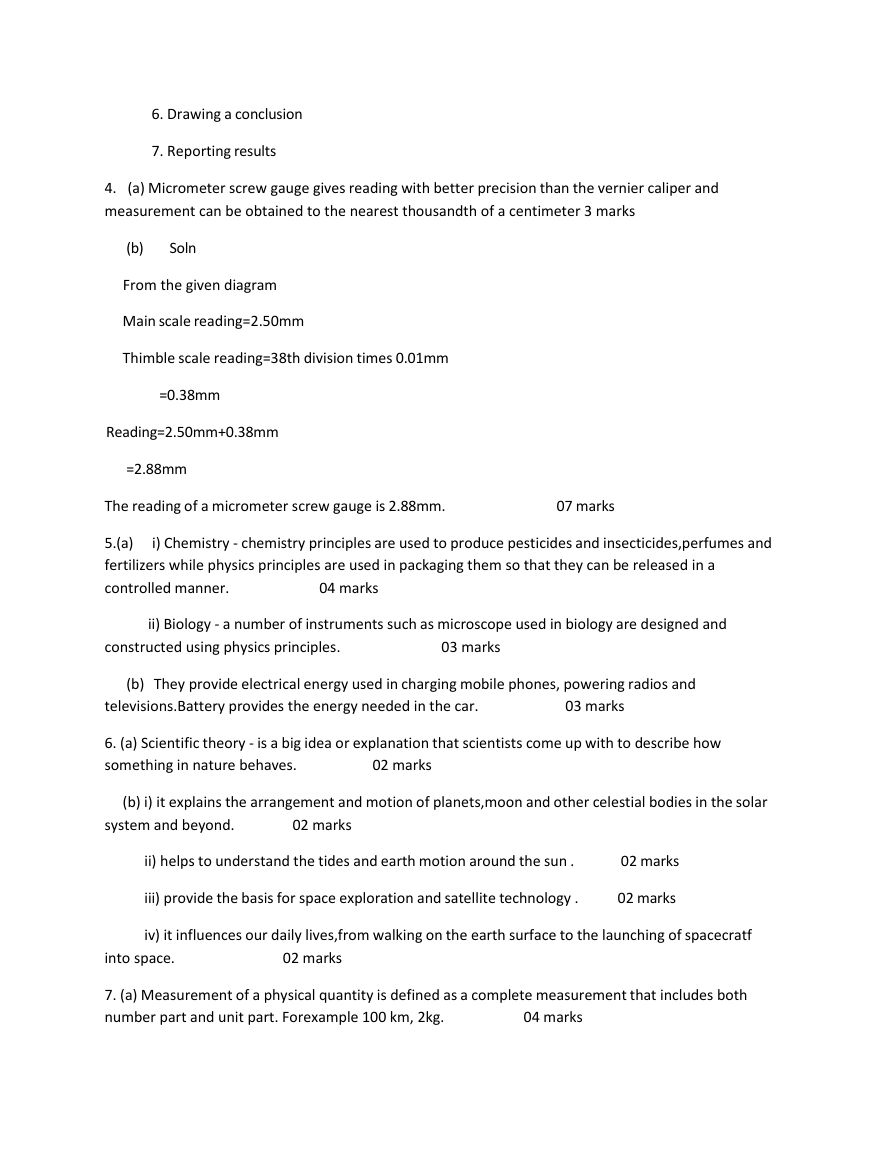 6. Drawing a conclusion
7. Reporting results
4. (a) Micrometer screw gauge gives reading with better precision than the vernier caliper and
measurement can be obtained to the nearest thousandth of a centimeter 3 marks
(b) Soln
From the given diagram
Main scale reading=2.50mm
Thimble scale reading=38th division times 0.01mm
=0.38mm
Reading=2.50mm+0.38mm
=2.88mm
The reading of a micrometer screw gauge is 2.88mm. 07 marks
5.(a) i) Chemistry - chemistry principles are used to produce pesticides and insecticides,perfumes and
fertilizers while physics principles are used in packaging them so that they can be released in a
controlled manner. 04 marks
ii) Biology - a number of instruments such as microscope used in biology are designed and
constructed using physics principles. 03 marks
(b) They provide electrical energy used in charging mobile phones, powering radios and
televisions.Battery provides the energy needed in the car. 03 marks
6. (a) Scientific theory - is a big idea or explanation that scientists come up with to describe how
something in nature behaves. 02 marks
(b) i) it explains the arrangement and motion of planets,moon and other celestial bodies in the solar
system and beyond. 02 marks
ii) helps to understand the tides and earth motion around the sun . 02 marks
iii) provide the basis for space exploration and satellite technology . 02 marks
iv) it influences our daily lives,from walking on the earth surface to the launching of spacecratf
into space. 02 marks
7. (a) Measurement of a physical quantity is defined as a complete measurement that includes both
number part and unit part. Forexample 100 km, 2kg. 04 marks